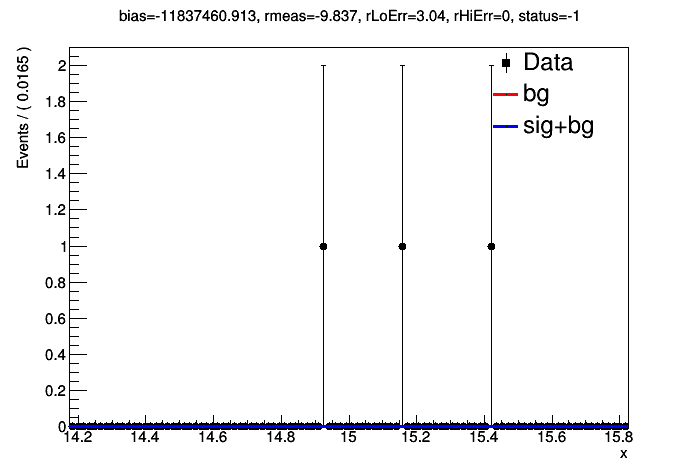 bias=-11837460.913, rmeas=-9.837, rLoErr=3.04, rHiErr=0, status=-1
Events / ( 0.0165 )
2
1.8
1.6
1.4
1.2
1
0.8
0.6
0.4
0.2
0
Data
bg
sig+bg
14.2 14.4 14.6 14.8 15 15.2 15.4 15.6 15.8
x